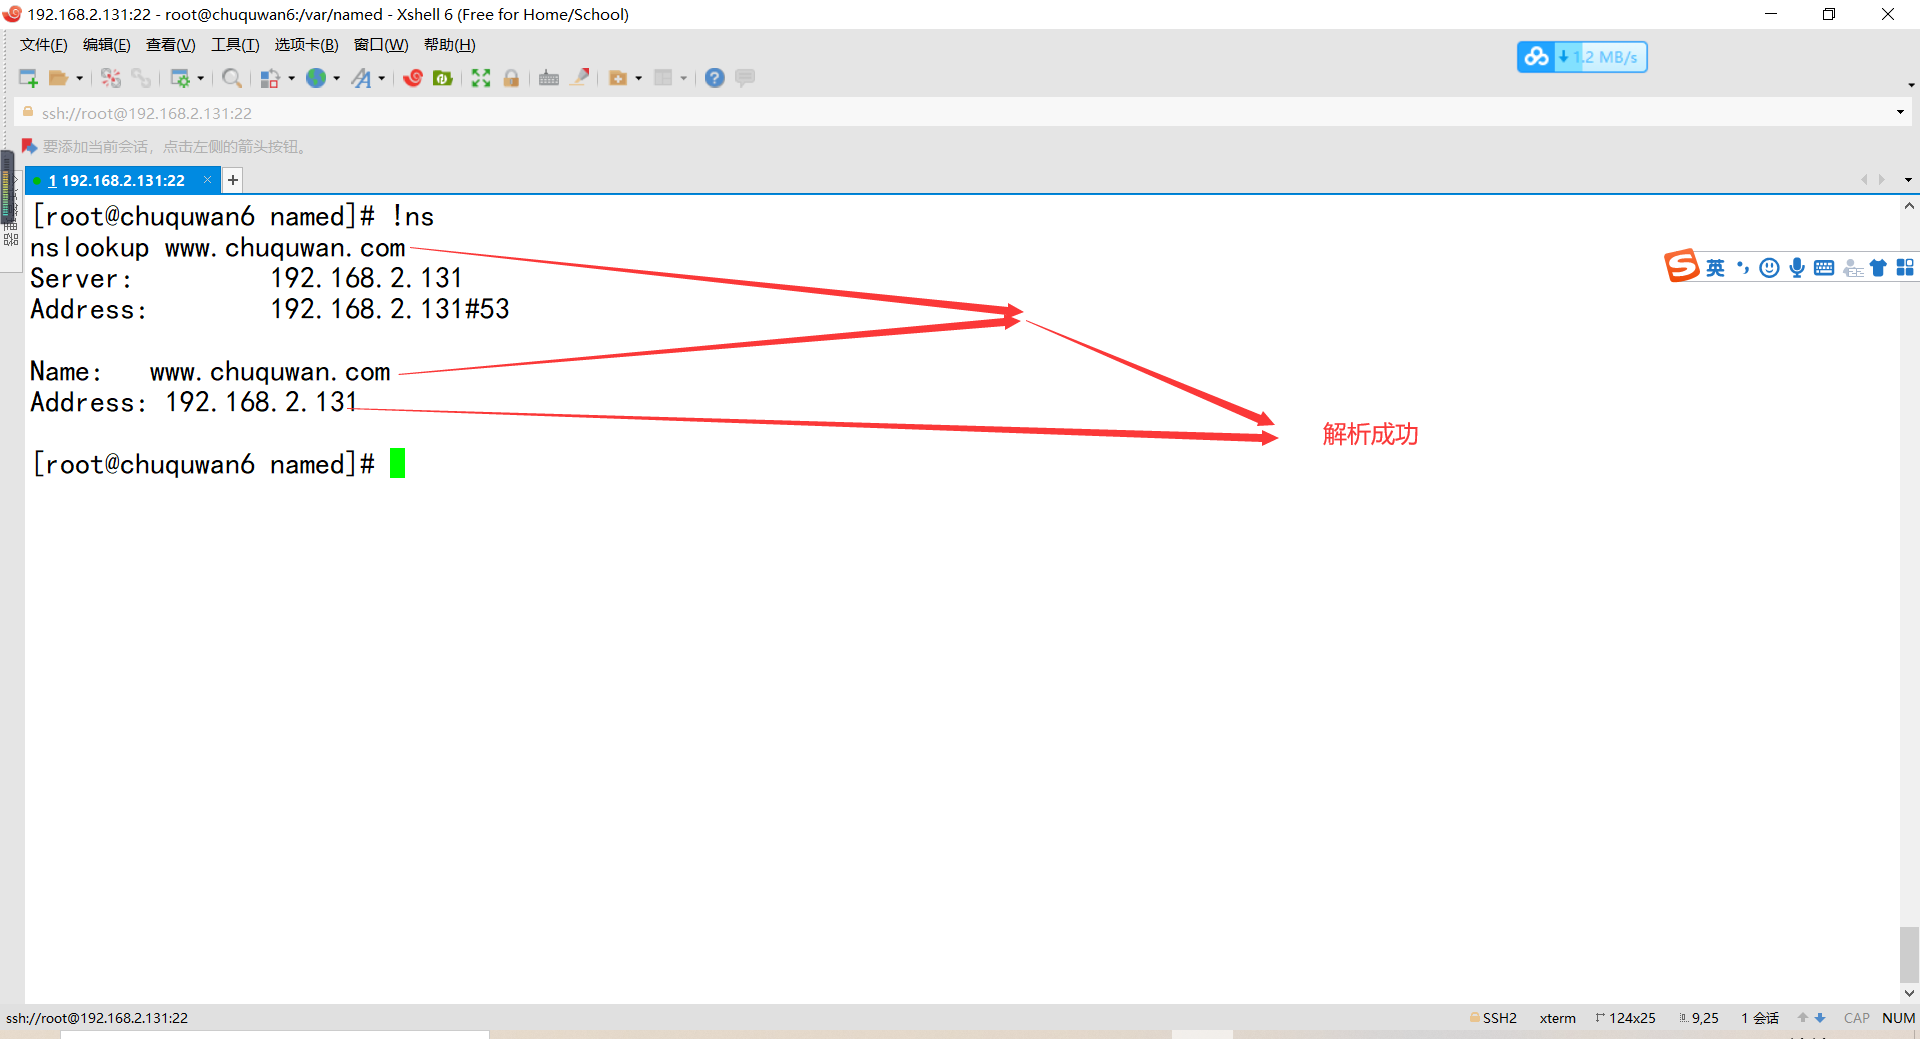 192.168.2.131:22 - root@chuquwan6:/var/named - Xshell 6 (Free for Home/School)
文件(F) 编辑(E) 查看(V) 工具(T) 选项卡(B) 窗口(W) 帮助(H)
1.2 MB/s
ssh://root@192.168.2.131:22
要添加当前会话，点击左侧的箭头按钮。
1 192.168.2.131:22
[root@chuquwan6 named]# !ns
nslookup www.chuquwan.com
Server: 192.168.2.131
Address: 192.168.2.131#53
英
Name: www.chuquwan.com
Address: 192.168.2.131
解析成功
[root@chuquwan6 named]#
ssh://root@192.168.2.131:22 SSH2 xterm 124x25 9,25 1 会话 CAP NUM